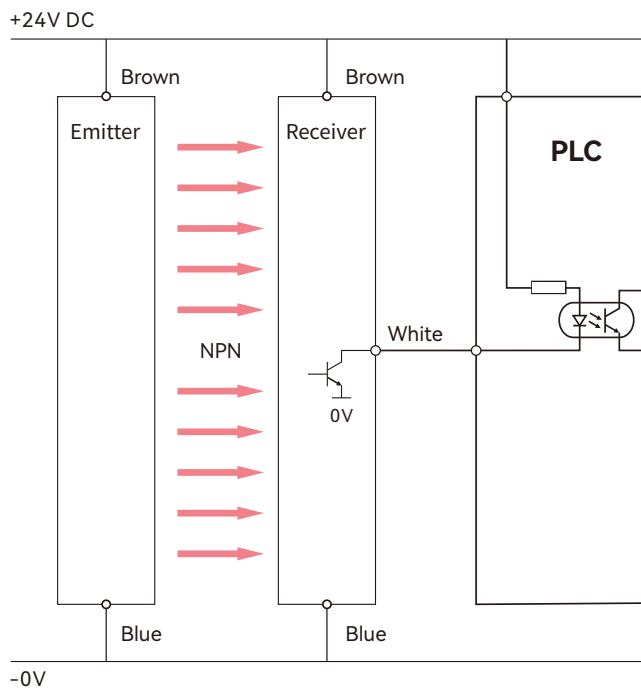 +24V DC
Brown
Brown
Emitter
Receiver
PLC
NPN
White
0V
Blue
Blue
-0V